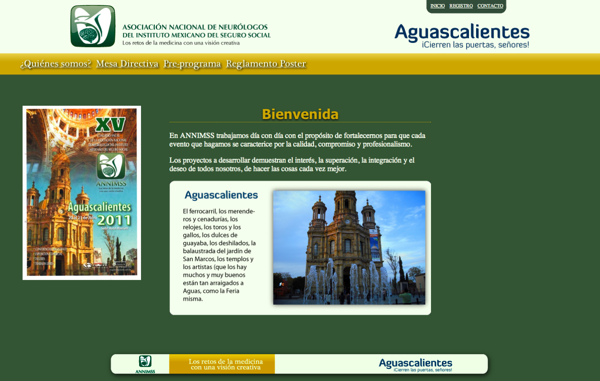 INICIO REGISTRO CONTACTO
ASOCIACIÓN NACIONAL DE NEURÓLOGOS
DEL INSTITUTO MEXICANO DEL SEGURO SOCIAL
Los retos de la medicina con una visión creativa
Aguascalientes
¡Cierren las puertas, señores!
¿Quiénes somos? Mesa Directiva Pre-programa Reglamento Poster
XV
ANNIMSS
Aguascalientes
2011
Bienvenida
En ANNIMSS trabajamos día con día con el propósito de fortalecernos para que cada
evento que hagamos se caracterice por la calidad, compromiso y profesionalismo.
Los proyectos a desarrollar demuestran el interés, la superación, la integración y el
deseo de todos nosotros, de hacer las cosas cada vez mejor.
Aguascalientes
El ferrocarril, los merende-
ros y cenadurías, los
relojes, los toros y los
gallos, los dulces de
guayaba, los deshilados, la
balaustrada del jardín de
San Marcos, los templos y
los artistas (que los hay
muchos y muy buenos
están tan arraigados a
Aguas, como la Feria
misma.
ANNIMSS
Los retos de la medicina
con una visión creativa
Aguascalientes
¡Cierren las puertas, señores!